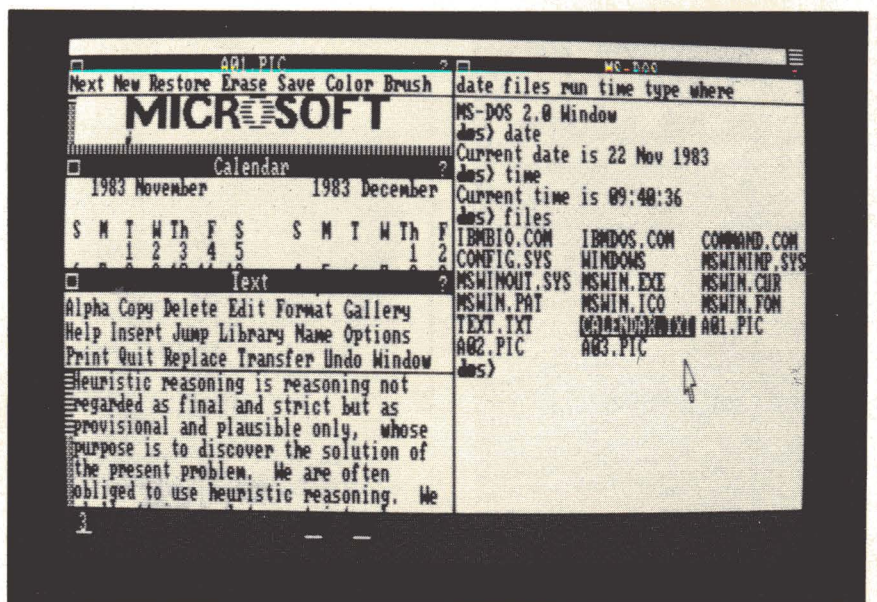 A01.PIC ?
Next New Restore Erase Save Color Brush
MICROSOFT
Calendar ?
1983 November 1983 December
S M T W Th F S S M T W Th F
1 2 3 4 5 1 2
Text ?
Alpha Copy Delete Edit Format Gallery
Help Insert Jump Library Name Options
Print Quit Replace Transfer Undo Window
Heuristic reasoning is reasoning not
regarded as final and strict but as
provisional and plausible only, whose
purpose is to discover the solution of
the present problem. We are often
obliged to use heuristic reasoning. We
3
MS-DOS
date files run time type where
MS-DOS 2.0 Window
dos> date
Current date is 22 Nov 1983
dos> time
Current time is 09:40:36
dos> files
IBMBIO.COM IBMDOS.COM COMMAND.COM
CONFIG.SYS WINDOWS MSWININP.SYS
MSWINOUT.SYS MSWIN.EXE MSWIN.CUR
MSWIN.PAT MSWIN.ICO MSWIN.FON
TEXT.TXT CALENDAR.TXT A01.PIC
A02.PIC A03.PIC
dos>